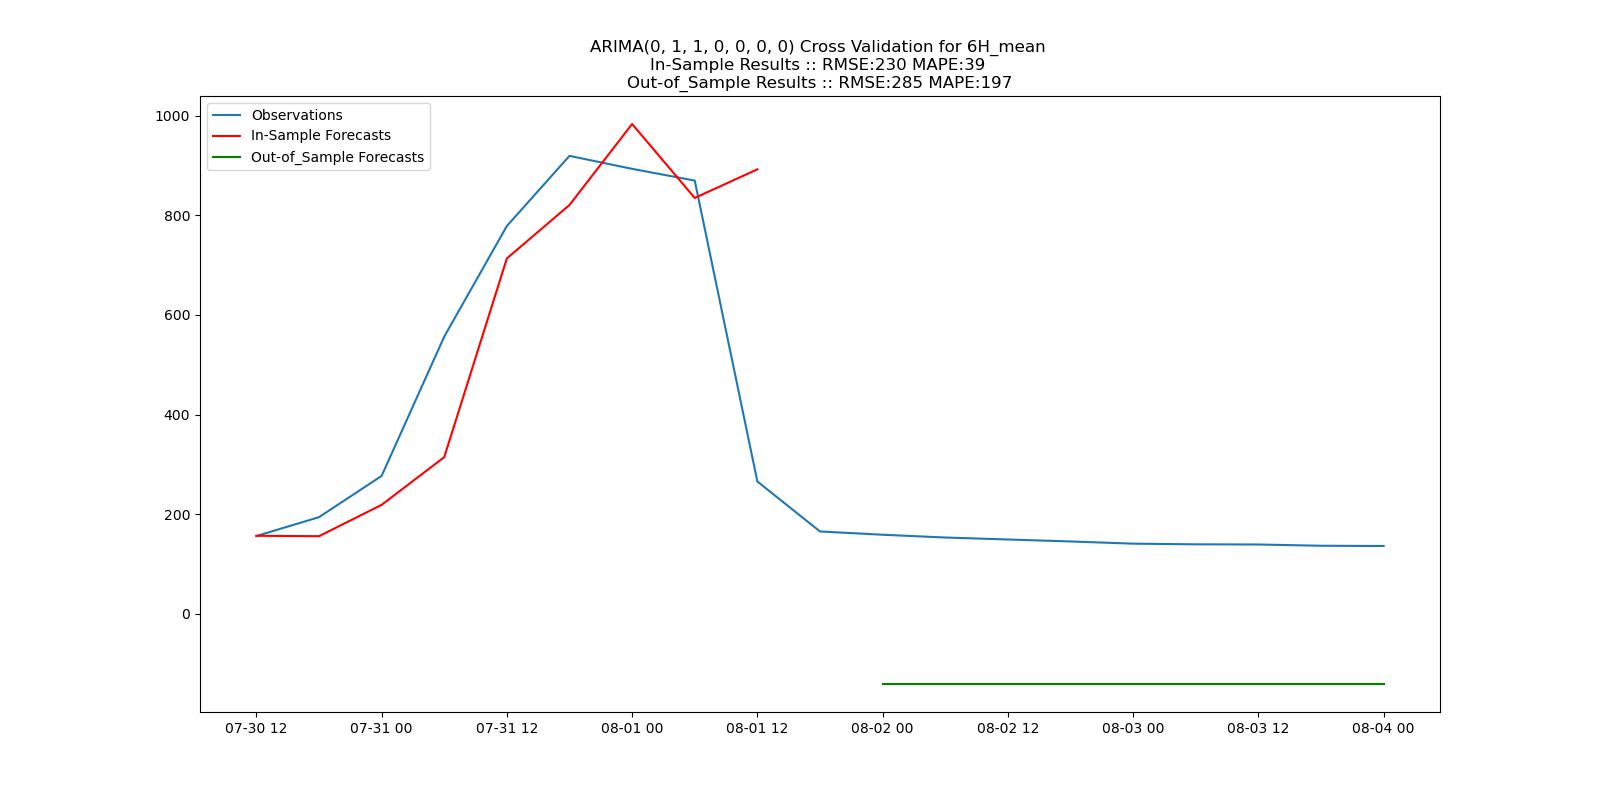 ARIMA(0, 1, 1, 0, 0, 0, 0) Cross Validation for 6H_mean
In-Sample Results :: RMSE:230 MAPE:39
Out-of_Sample Results :: RMSE:285 MAPE:197
Observations
In-Sample Forecasts
Out-of_Sample Forecasts
1000
800
600
400
200
0
07-30 12
07-31 00
07-31 12
08-01 00
08-01 12
08-02 00
08-02 12
08-03 00
08-03 12
08-04 00